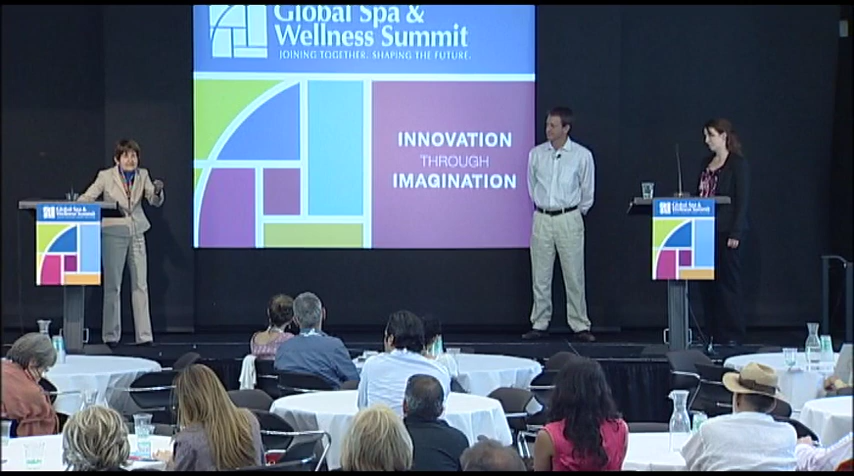 Global Spa &
Wellness Summit
JOINING TOGETHER. SHAPING THE FUTURE.
INNOVATION
THROUGH
IMAGINATION
Global Spa &
Wellness Summit
Global Spa &
Wellness Summit